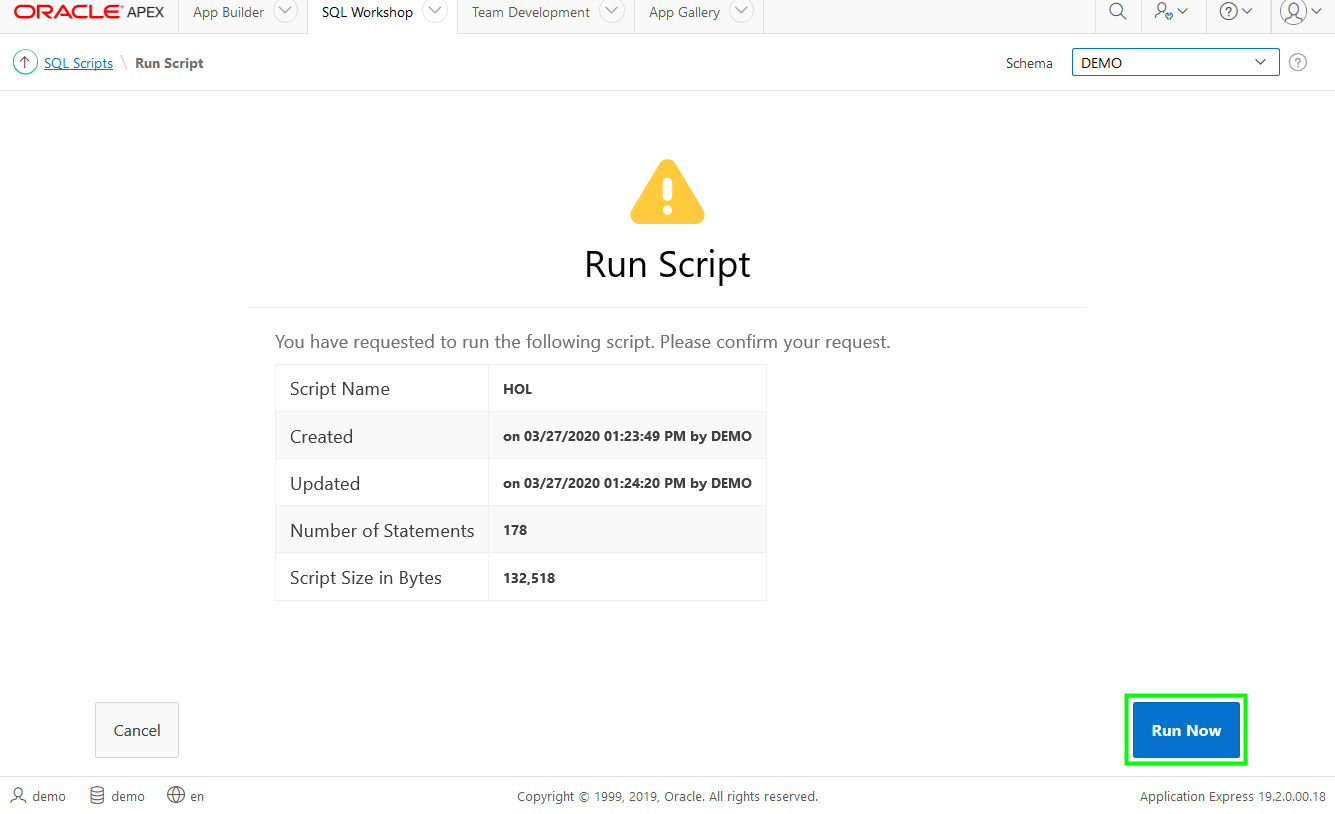 ORACLE® APEX App Builder SQL Workshop Team Development App Gallery
SQL Scripts \ Run Script Schema DEMO
Run Script
You have requested to run the following script. Please confirm your request.
Script Name HOL
Created on 03/27/2020 01:23:49 PM by DEMO
Updated on 03/27/2020 01:24:20 PM by DEMO
Number of Statements 178
Script Size in Bytes 132,518
Cancel Run Now
demo demo en Copyright © 1999, 2019, Oracle. All rights reserved. Application Express 19.2.0.00.18